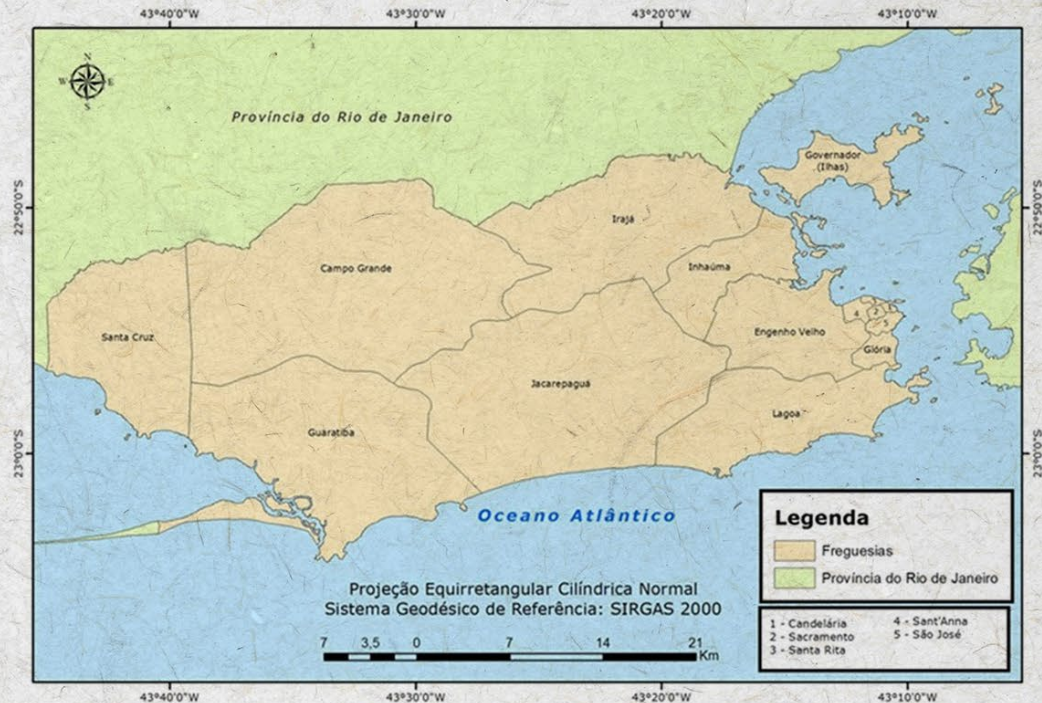 43°40'0"W 43°30'0"W 43°20'0"W 43°10'0"W
N
W E
S
Província do Rio de Janeiro
Governador
(Ilhas)
22°50'0"S
22°50'0"S
Irajá
Campo Grande
Inhaúma
Santa Cruz
Engenho Velho
4
2
5
Glória
Jacarepaguá
Lagoa
Guaratiba
23°0'0"S
23°0'0"S
Oceano Atlântico
Legenda
Freguesias
Província do Rio de Janeiro
Projeção Equirretangular Cilíndrica Normal
Sistema Geodésico de Referência: SIRGAS 2000
7 3,5 0 7 14 21
Km
1 - Candelária
2 - Sacramento
3 - Santa Rita
4 - Sant'Anna
5 - São José
43°40'0"W 43°30'0"W 43°20'0"W 43°10'0"W